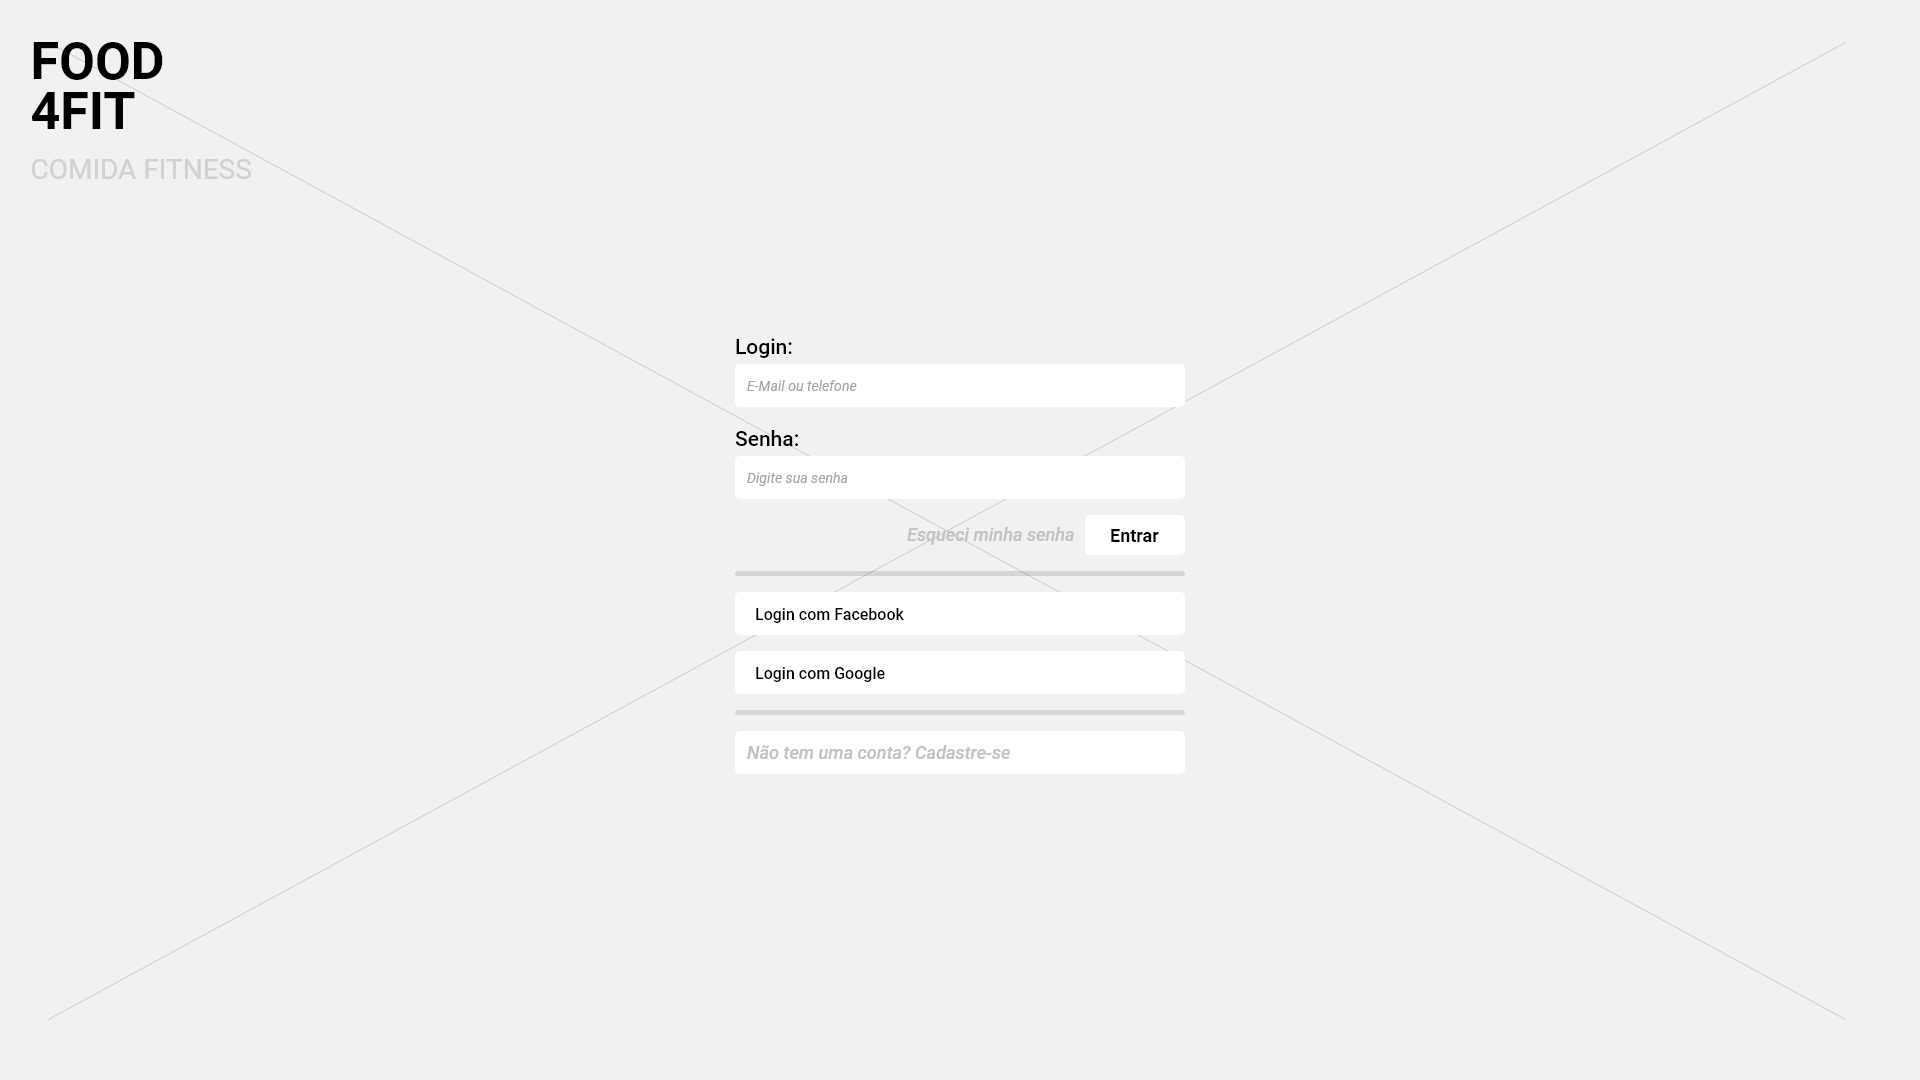 FOOD
4FIT
COMIDA FITNESS
Login:
E-Mail ou telefone
Senha:
Digite sua senha
Esqueci minha senha Entrar
Login com Facebook
Login com Google
Não tem uma conta? Cadastre-se